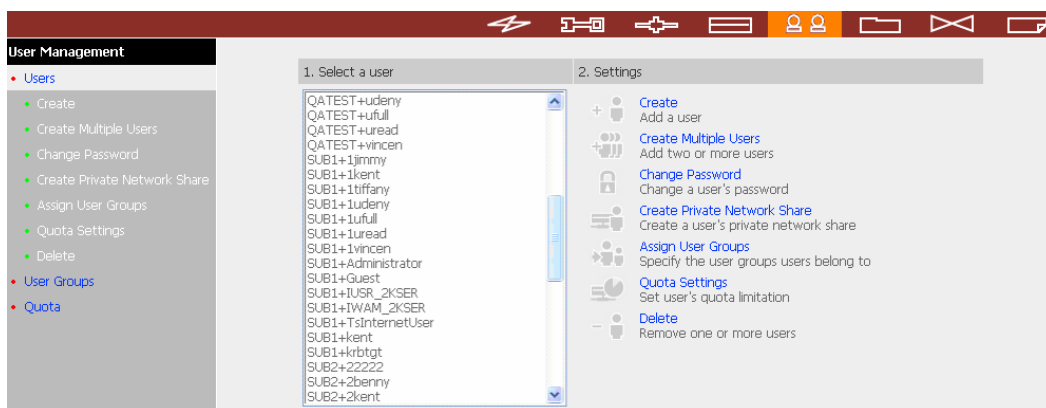 User Management
Users
Create
Create Multiple Users
Change Password
Create Private Network Share
Assign User Groups
Quota Settings
Delete
User Groups
Quota
1. Select a user
QATEST+udeny
QATEST+ufull
QATEST+uread
QATEST+vincen
SUB1+1jimmy
SUB1+1kent
SUB1+1tiffany
SUB1+1udeny
SUB1+1ufull
SUB1+1uread
SUB1+1vincen
SUB1+Administrator
SUB1+Guest
SUB1+IUSR_2KSER
SUB1+IWAM_2KSER
SUB1+TsInternetUser
SUB1+kent
SUB1+krbtgt
SUB2+22222
SUB2+2benny
SUB2+2kent
2. Settings
Create
Add a user
Create Multiple Users
Add two or more users
Change Password
Change a user's password
Create Private Network Share
Create a user's private network share
Assign User Groups
Specify the user groups users belong to
Quota Settings
Set user's quota limitation
Delete
Remove one or more users